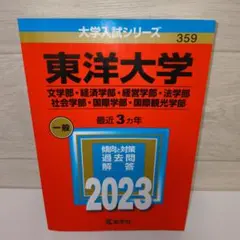 大学入試シリーズ
359
東洋大学
文学部・経済学部・経営学部・法学部
社会学部・国際学部・国際観光学部
最近3カ年
一般
傾向と対策
過去問
解答
2023
教学社